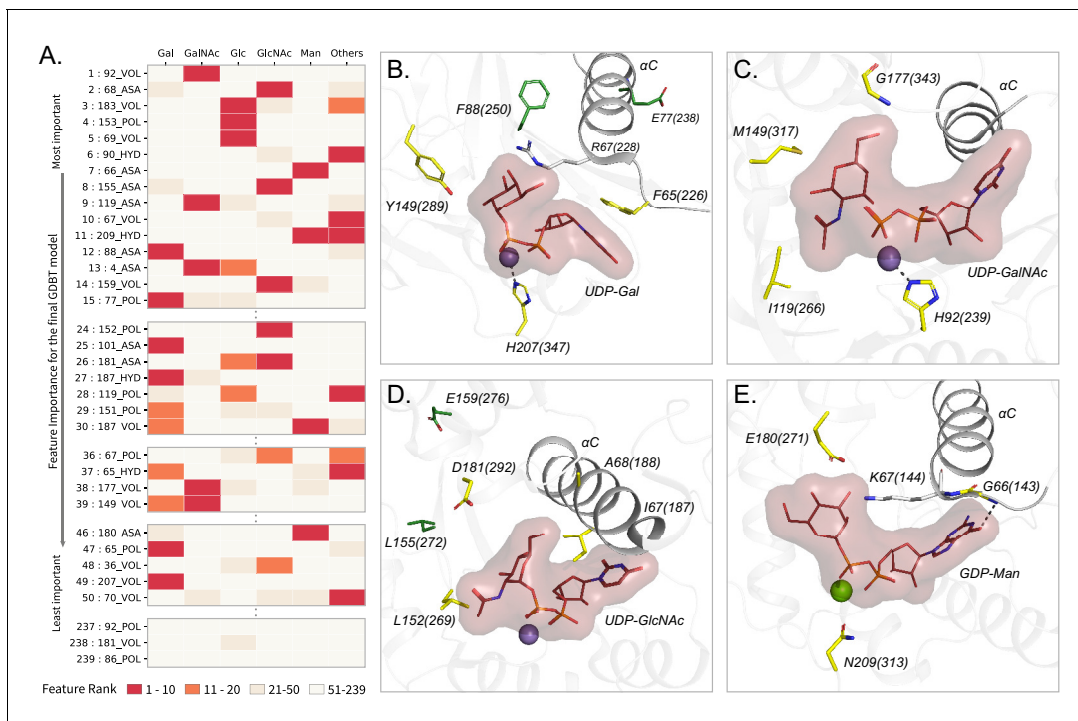 A.
Gal GalNAc Glc GlcNAc Man Others
Most important
Feature Importance for the final GDBT model
Least important
1 : 92_VOL
2 : 68_ASA
3 : 183_VOL
4 : 153_POL
5 : 69_VOL
6 : 90_HYD
7 : 66_ASA
8 : 155_ASA
9 : 119_ASA
10 : 67_VOL
11 : 209_HYD
12 : 88_ASA
13 : 4_ASA
14 : 159_VOL
15 : 77_POL
24 : 152_POL
25 : 101_ASA
26 : 181_ASA
27 : 187_HYD
28 : 119_POL
29 : 151_POL
30 : 187_VOL
36 : 67_POL
37 : 65_HYD
38 : 177_VOL
39 : 149_VOL
46 : 180_ASA
47 : 65_POL
48 : 36_VOL
49 : 207_VOL
50 : 70_VOL
237 : 92_POL
238 : 181_VOL
239 : 86_POL
Feature Rank 1 - 10 11 - 20 21-50 51-239
B.
αC
F88(250)
E77(238)
R67(228)
Y149(289)
F65(226)
UDP-Gal
H207(347)
C.
G177(343)
αC
M149(317)
UDP-GalNAc
I119(266)
H92(239)
D.
E159(276)
αC
A68(188)
D181(292)
I67(187)
L155(272)
L152(269)
UDP-GlcNAc
E.
αC
E180(271)
K67(144)
G66(143)
GDP-Man
N209(313)